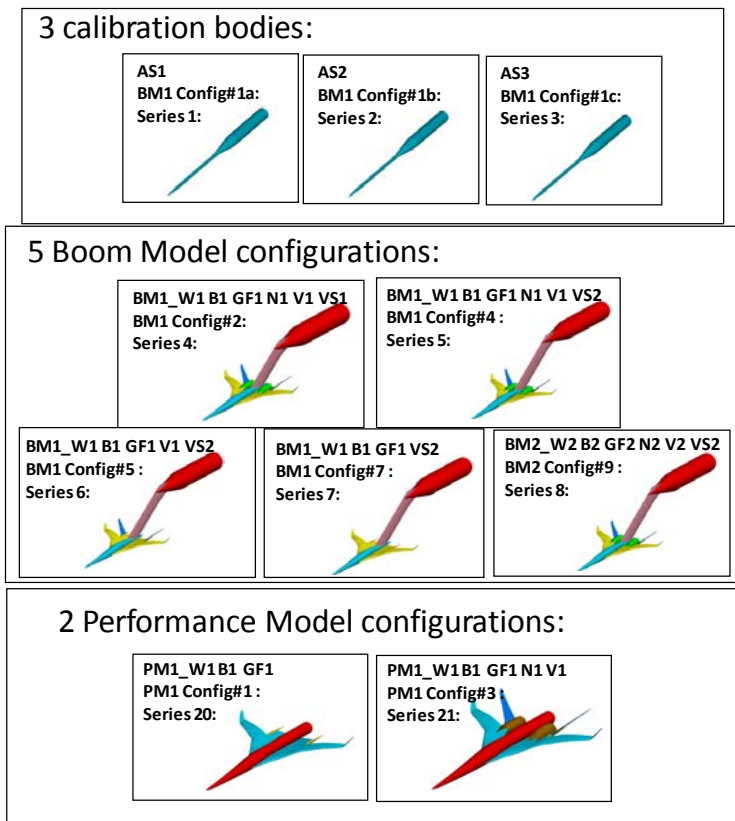 3 calibration bodies:
AS1
BM1 Config#1a:
Series 1:
AS2
BM1 Config#1b:
Series 2:
AS3
BM1 Config#1c:
Series 3:
5 Boom Model configurations:
BM1_W1 B1 GF1 N1 V1 VS1
BM1 Config#2:
Series 4:
BM1_W1 B1 GF1 N1 V1 VS2
BM1 Config#4 :
Series 5:
BM1_W1 B1 GF1 V1 VS2
BM1 Config#5 :
Series 6:
BM1_W1 B1 GF1 VS2
BM1 Config#7 :
Series 7:
BM2_W2 B2 GF2 N2 V2 VS2
BM2 Config#9 :
Series 8:
2 Performance Model configurations:
PM1_W1 B1 GF1
PM1 Config#1 :
Series 20:
PM1_W1 B1 GF1 N1 V1
PM1 Config#3 :
Series 21: